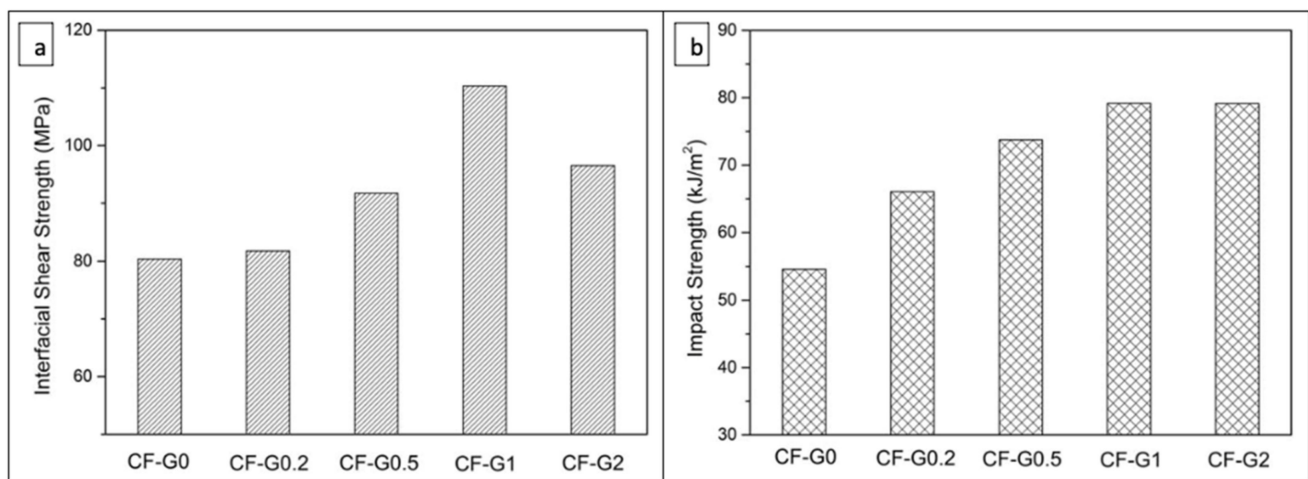 a
Interfacial Shear Strength (MPa)
120
100
80
60
CF-G0 CF-G0.2 CF-G0.5 CF-G1 CF-G2
b
Impact Strength (kJ/m²)
90
80
70
60
50
40
30
CF-G0 CF-G0.2 CF-G0.5 CF-G1 CF-G2